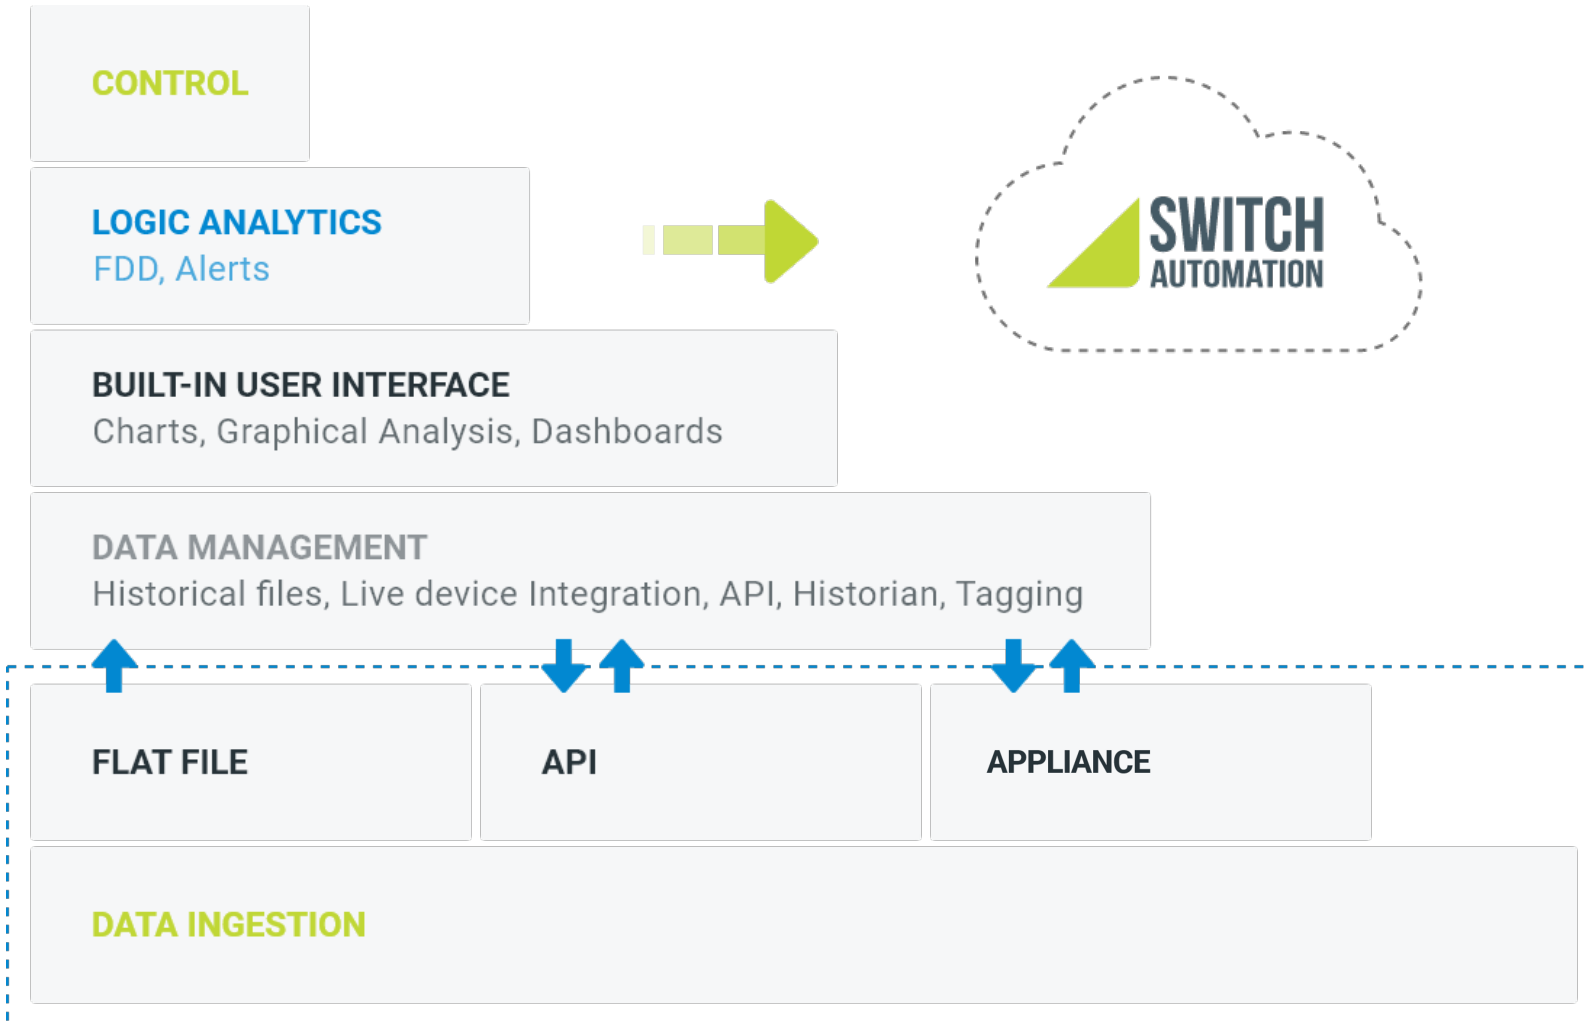 CONTROL
LOGIC ANALYTICS
FDD, Alerts
SWITCH
AUTOMATION
BUILT-IN USER INTERFACE
Charts, Graphical Analysis, Dashboards
DATA MANAGEMENT
Historical files, Live device Integration, API, Historian, Tagging
FLAT FILE
API
APPLIANCE
DATA INGESTION